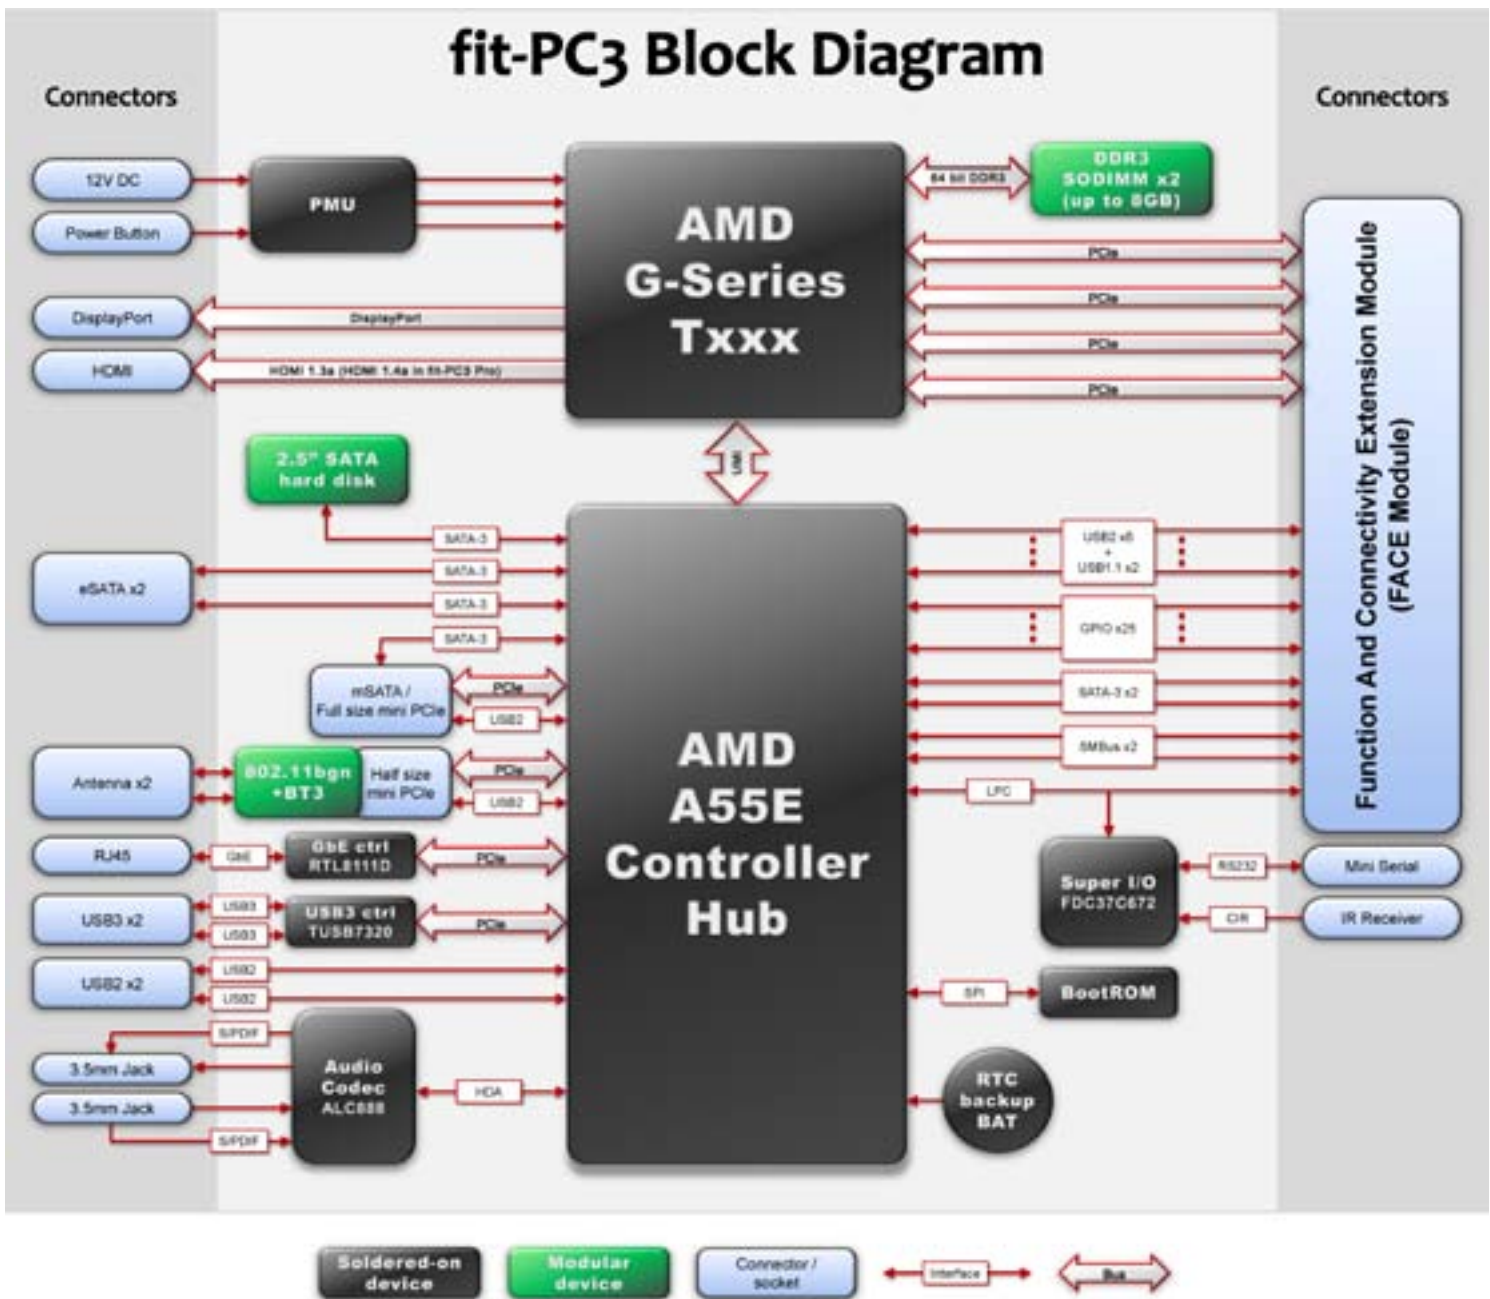 fit-PC3 Block Diagram
Connectors
Connectors
12V DC
Power Button
PMU
AMD
G-Series
Txxx
64 bit DDR3
DDR3
SODIMM x2
(up to 8GB)
PCIe
PCIe
PCIe
PCIe
DisplayPort
DisplayPort
HDMI
HDMI 1.3a (HDMI 1.4a in fit-PC3 Pro)
UMI
Function And Connectivity Extension Module
(FACE Module)
2.5" SATA
hard disk
SATA-3
eSATA x2
SATA-3
SATA-3
SATA-3
mSATA /
Full size mini PCIe
PCIe
USB2
Antenna x2
802.11bgn
+BT3
Half size
mini PCIe
PCIe
USB2
RJ45
GbE
GbE ctrl
RTL8111D
PCIe
USB3 x2
USB3
USB3
USB3 ctrl
TUSB7320
PCIe
USB2 x2
USB2
USB2
S/PDIF
3.5mm Jack
3.5mm Jack
S/PDIF
Audio
Codec
ALC888
HDA
AMD
A55E
Controller
Hub
USB2 x8
+
USB1.1 x2
GPIO x25
SATA-3 x2
SMBus x2
LPC
Super I/O
FDC37C672
RS232
Mini Serial
CIR
IR Receiver
SPI
BootROM
RTC
backup
BAT
Soldered-on
device
Modular
device
Connector /
socket
Interface
Bus